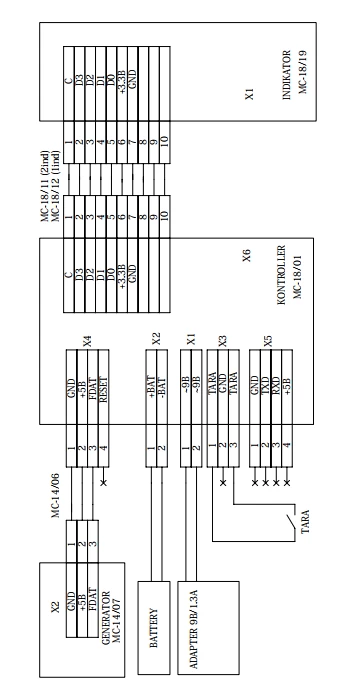 C
D3
D2
D1
D0
+3.3B
GND
X1
INDIKATOR
MC-18/19
1
2
3
4
5
6
7
8
9
10
MC-18/11 (2ind)
MC-18/12 (1ind)
1
2
3
4
5
6
7
8
9
10
C
D3
D2
D1
D0
+3.3B
GND
X6
KONTROLLER
MC-18/01
X4
GND
+5B
FDAT
RESET
1
2
3
4
X2
+BAT
-BAT
1
2
X1
~9B
~9B
1
2
X3
TARA
GND
TARA
1
2
3
X5
GND
TXD
RXD
+5B
1
2
3
4
MC-14/06
1
2
3
X2
GND
+5B
FDAT
GENERATOR
MC-14/07
BATTERY
ADAPTER 9B/1.3A
TARA